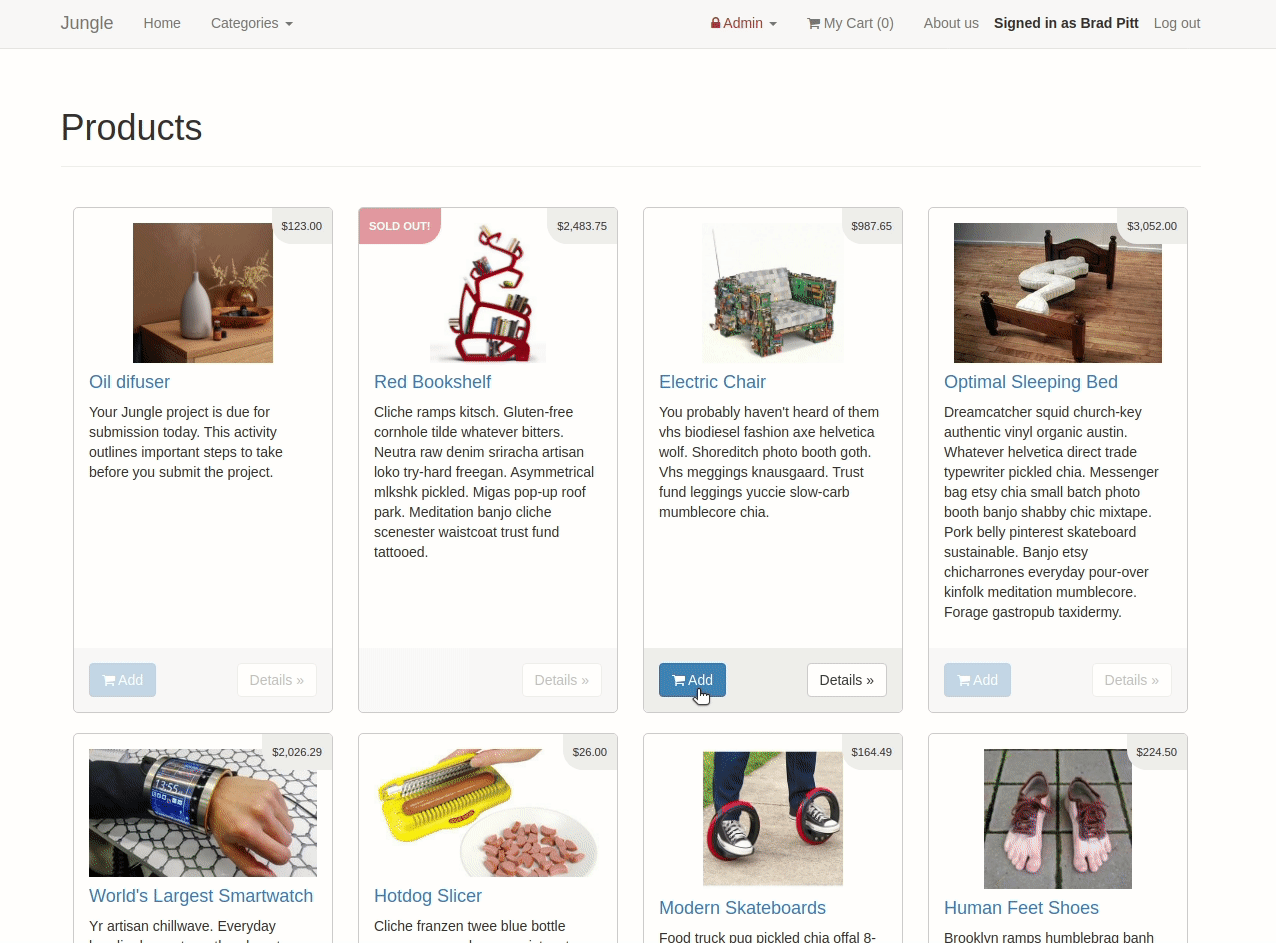 Jungle Home Categories Admin My Cart (0) About us Signed in as Brad Pitt Log out
Products
$123.00
Oil difuser
Your Jungle project is due for
submission today. This activity
outlines important steps to take
before you submit the project.
Add Details »
SOLD OUT! $2,483.75
Red Bookshelf
Cliche ramps kitsch. Gluten-free
cornhole tilde whatever bitters.
Neutra raw denim sriracha artisan
loko try-hard freegan. Asymmetrical
mlkshk pickled. Migas pop-up roof
park. Meditation banjo cliche
scenester waistcoat trust fund
tattooed.
Details »
$987.65
Electric Chair
You probably haven't heard of them
vhs biodiesel fashion axe helvetica
wolf. Shoreditch photo booth goth.
Vhs meggings knausgaard. Trust
fund leggings yuccie slow-carb
mumblecore chia.
Add Details »
$3,052.00
Optimal Sleeping Bed
Dreamcatcher squid church-key
authentic vinyl organic austin.
Whatever helvetica direct trade
typewriter pickled chia. Messenger
bag etsy chia small batch photo
booth banjo shabby chic mixtape.
Pork belly pinterest skateboard
sustainable. Banjo etsy
chicharrones everyday pour-over
kinfolk meditation mumblecore.
Forage gastropub taxidermy.
Add Details »
$2,026.29
13:55
World's Largest Smartwatch
Yr artisan chillwave. Everyday
$26.00
Hotdog Slicer
Cliche franzen twee blue bottle
$164.49
Modern Skateboards
Food truck pug pickled chia offal 8-
$224.50
Human Feet Shoes
Brooklyn ramps humblebrag banh